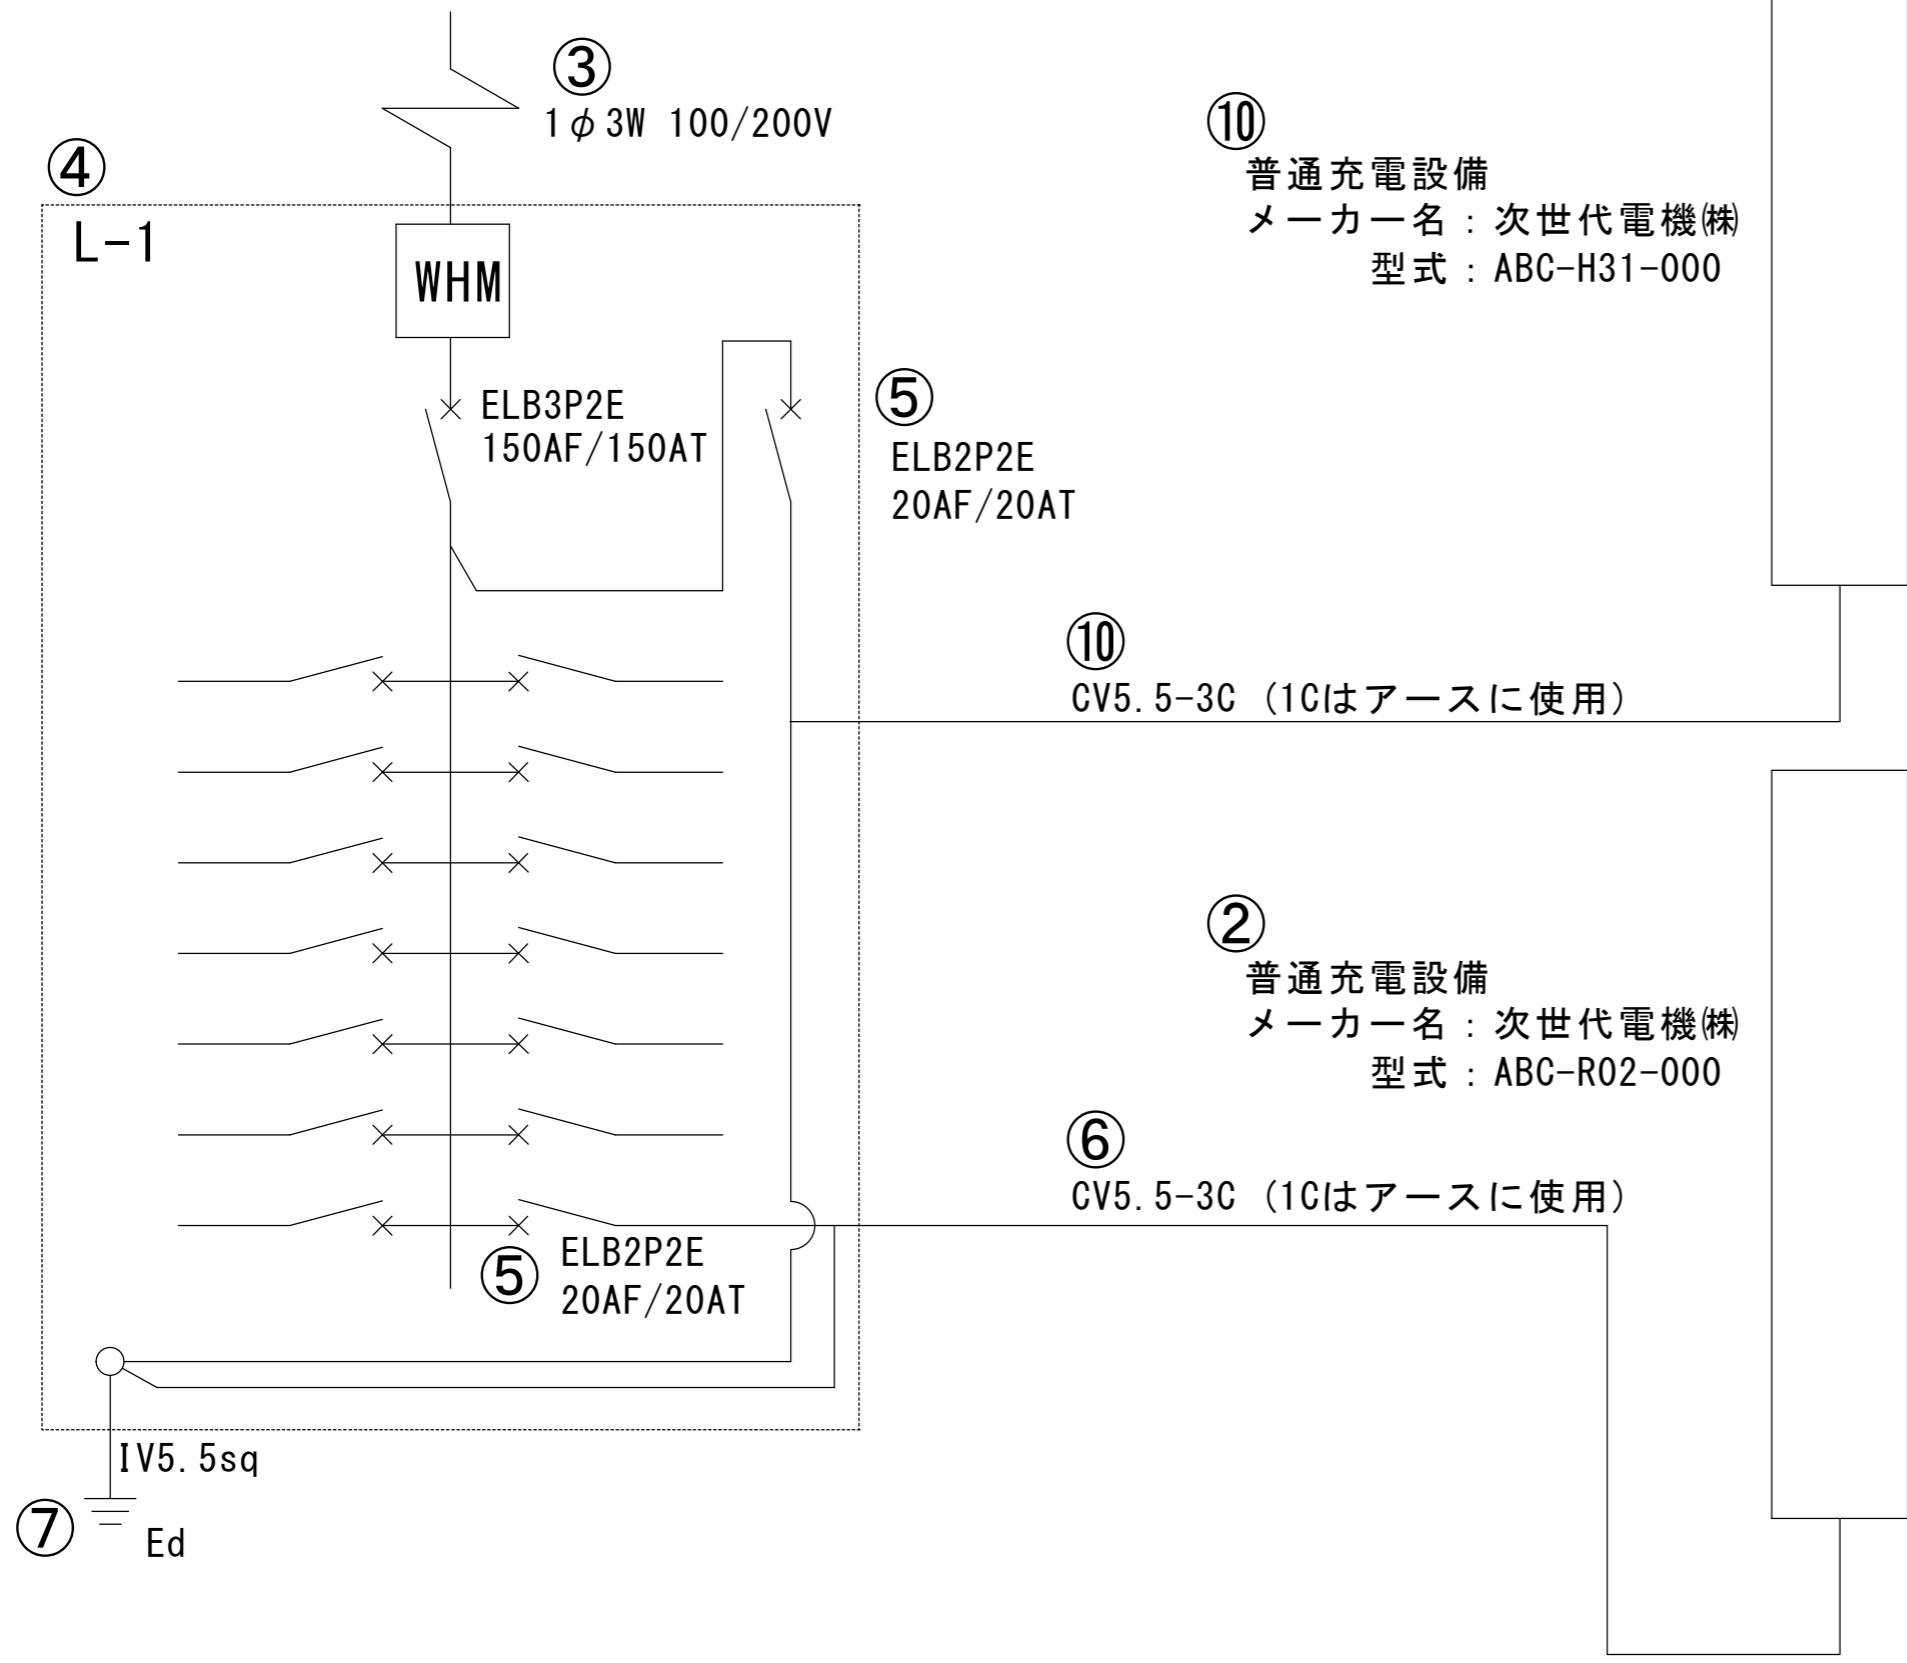 ③
1φ3W 100/200V
④
L-1
WHM
ELB3P2E
150AF/150AT
⑤
ELB2P2E
20AF/20AT
⑩
普通充電設備
メーカー名：次世代電機㈱
型式：ABC-H31-000
⑩
CV5.5-3C (1Cはアースに使用)
②
普通充電設備
メーカー名：次世代電機㈱
型式：ABC-R02-000
⑥
CV5.5-3C (1Cはアースに使用)
⑤
ELB2P2E
20AF/20AT
IV5.5sq
⑦
Ed